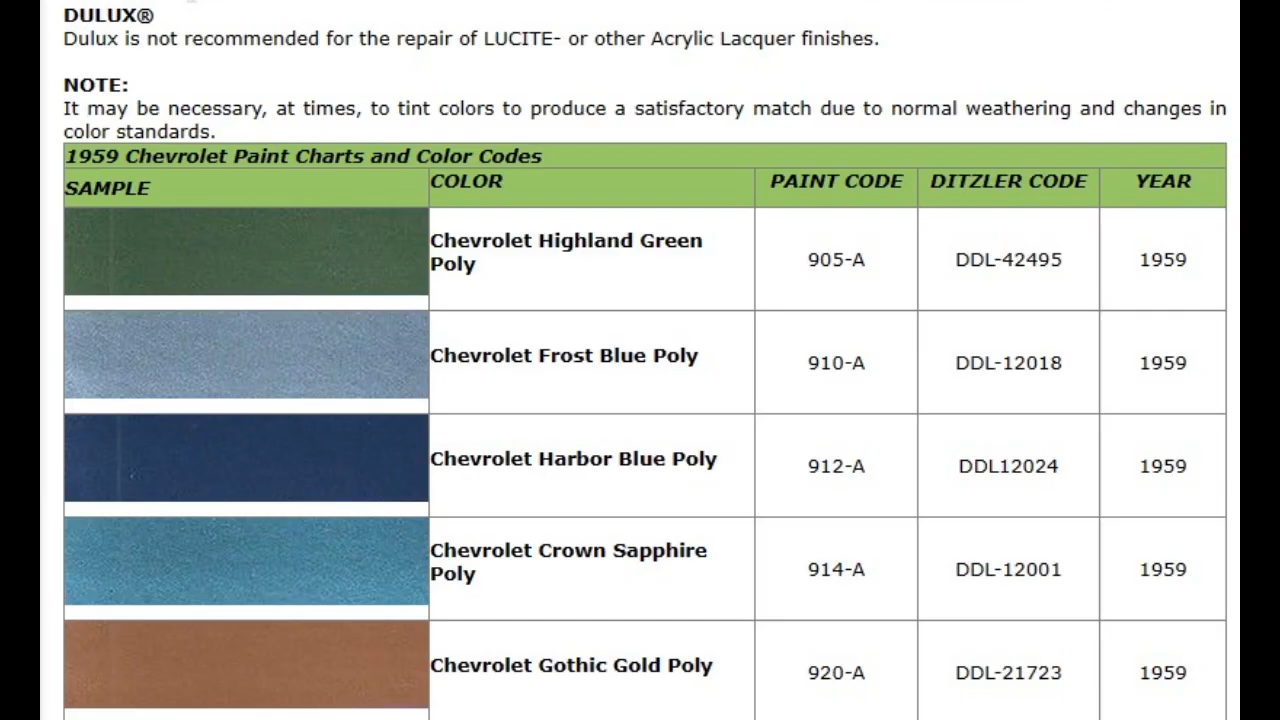 DULUX®
Dulux is not recommended for the repair of LUCITE- or other Acrylic Lacquer finishes.
NOTE:
It may be necessary, at times, to tint colors to produce a satisfactory match due to normal weathering and changes in
color standards.
1959 Chevrolet Paint Charts and Color Codes
SAMPLE COLOR PAINT CODE DITZLER CODE YEAR
Chevrolet Highland Green
Poly
905-A DDL-42495 1959
Chevrolet Frost Blue Poly 910-A DDL-12018 1959
Chevrolet Harbor Blue Poly 912-A DDL12024 1959
Chevrolet Crown Sapphire
Poly
914-A DDL-12001 1959
Chevrolet Gothic Gold Poly 920-A DDL-21723 1959